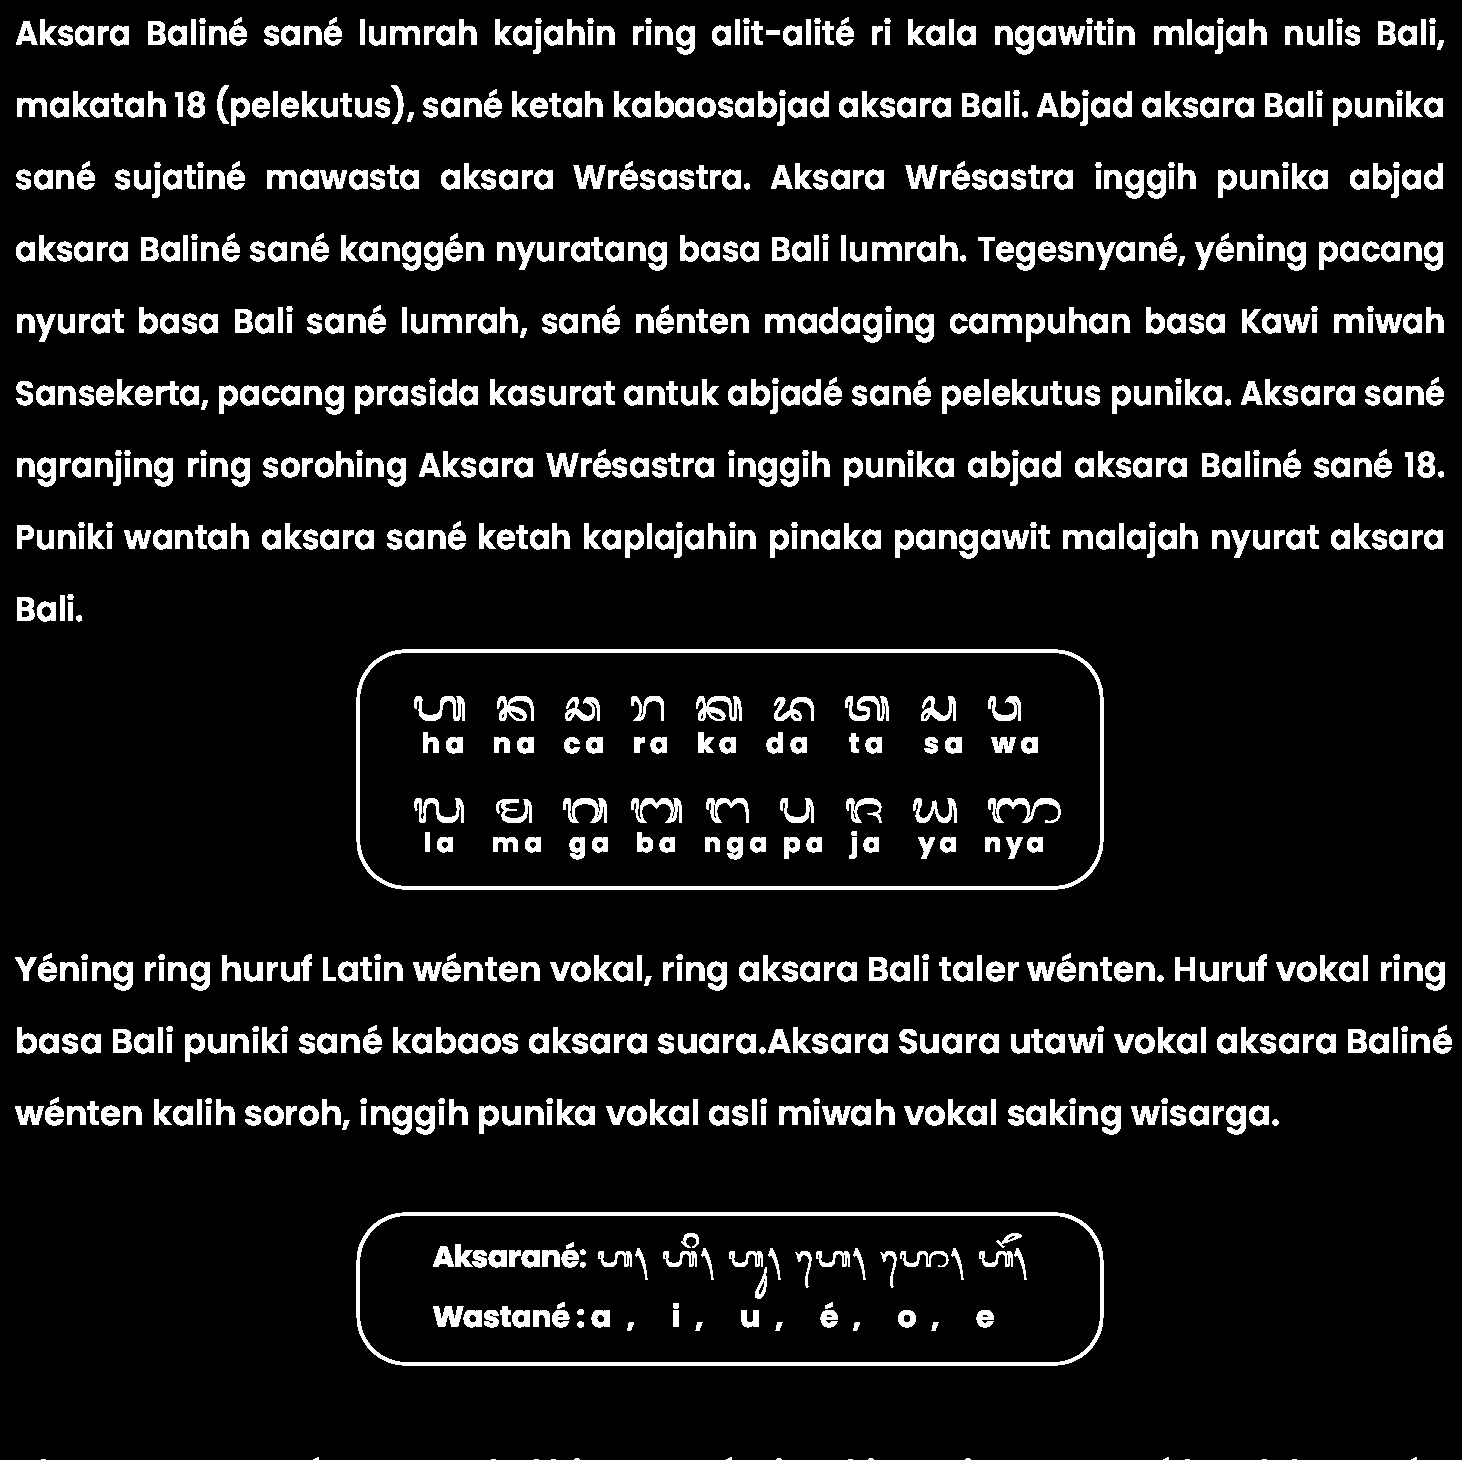 Aksara Baliné sané lumrah kajahin ring alit-alité ri kala ngawitin mlajah nulis Bali,
makatah 18 (pelekutus), sané ketah kabaosabjad aksara Bali. Abjad aksara Bali punika
sané sujatiné mawasta aksara Wrésastra. Aksara Wrésastra inggih punika abjad
aksara Baliné sané kanggén nyuratang basa Bali lumrah. Tegesnyané, yéning pacang
nyurat basa Bali sané lumrah, sané nénten madaging campuhan basa Kawi miwah
Sansekerta, pacang prasida kasurat antuk abjadé sané pelekutus punika. Aksara sané
ngranjing ring sorohing Aksara Wrésastra inggih punika abjad aksara Baliné sané 18.
Puniki wantah aksara sané ketah kaplajahin pinaka pangawit malajah nyurat aksara
Bali.
ᬳ ᬦ ᬘ ᬭ ᬓ ᬤ ᬢ ᬲ ᬯ
ha na ca ra ka da ta sa wa
ᬮ ᬫ ᬕ ᬩ ᬗ ᬧ ᬚ ᬬ ᬜ
la ma ga ba nga pa ja ya nya
Yéning ring huruf Latin wénten vokal, ring aksara Bali taler wénten. Huruf vokal ring
basa Bali puniki sané kabaos aksara suara.Aksara Suara utawi vokal aksara Baliné
wénten kalih soroh, inggih punika vokal asli miwah vokal saking wisarga.
Aksarané: ᬳ᭞ ᬳᬶ᭞ ᬳᬸ᭞ ᬳᬾ᭞ ᬳᭀ᭞ ᬳᭂ᭞
Wastané : a , i , u , é , o , e